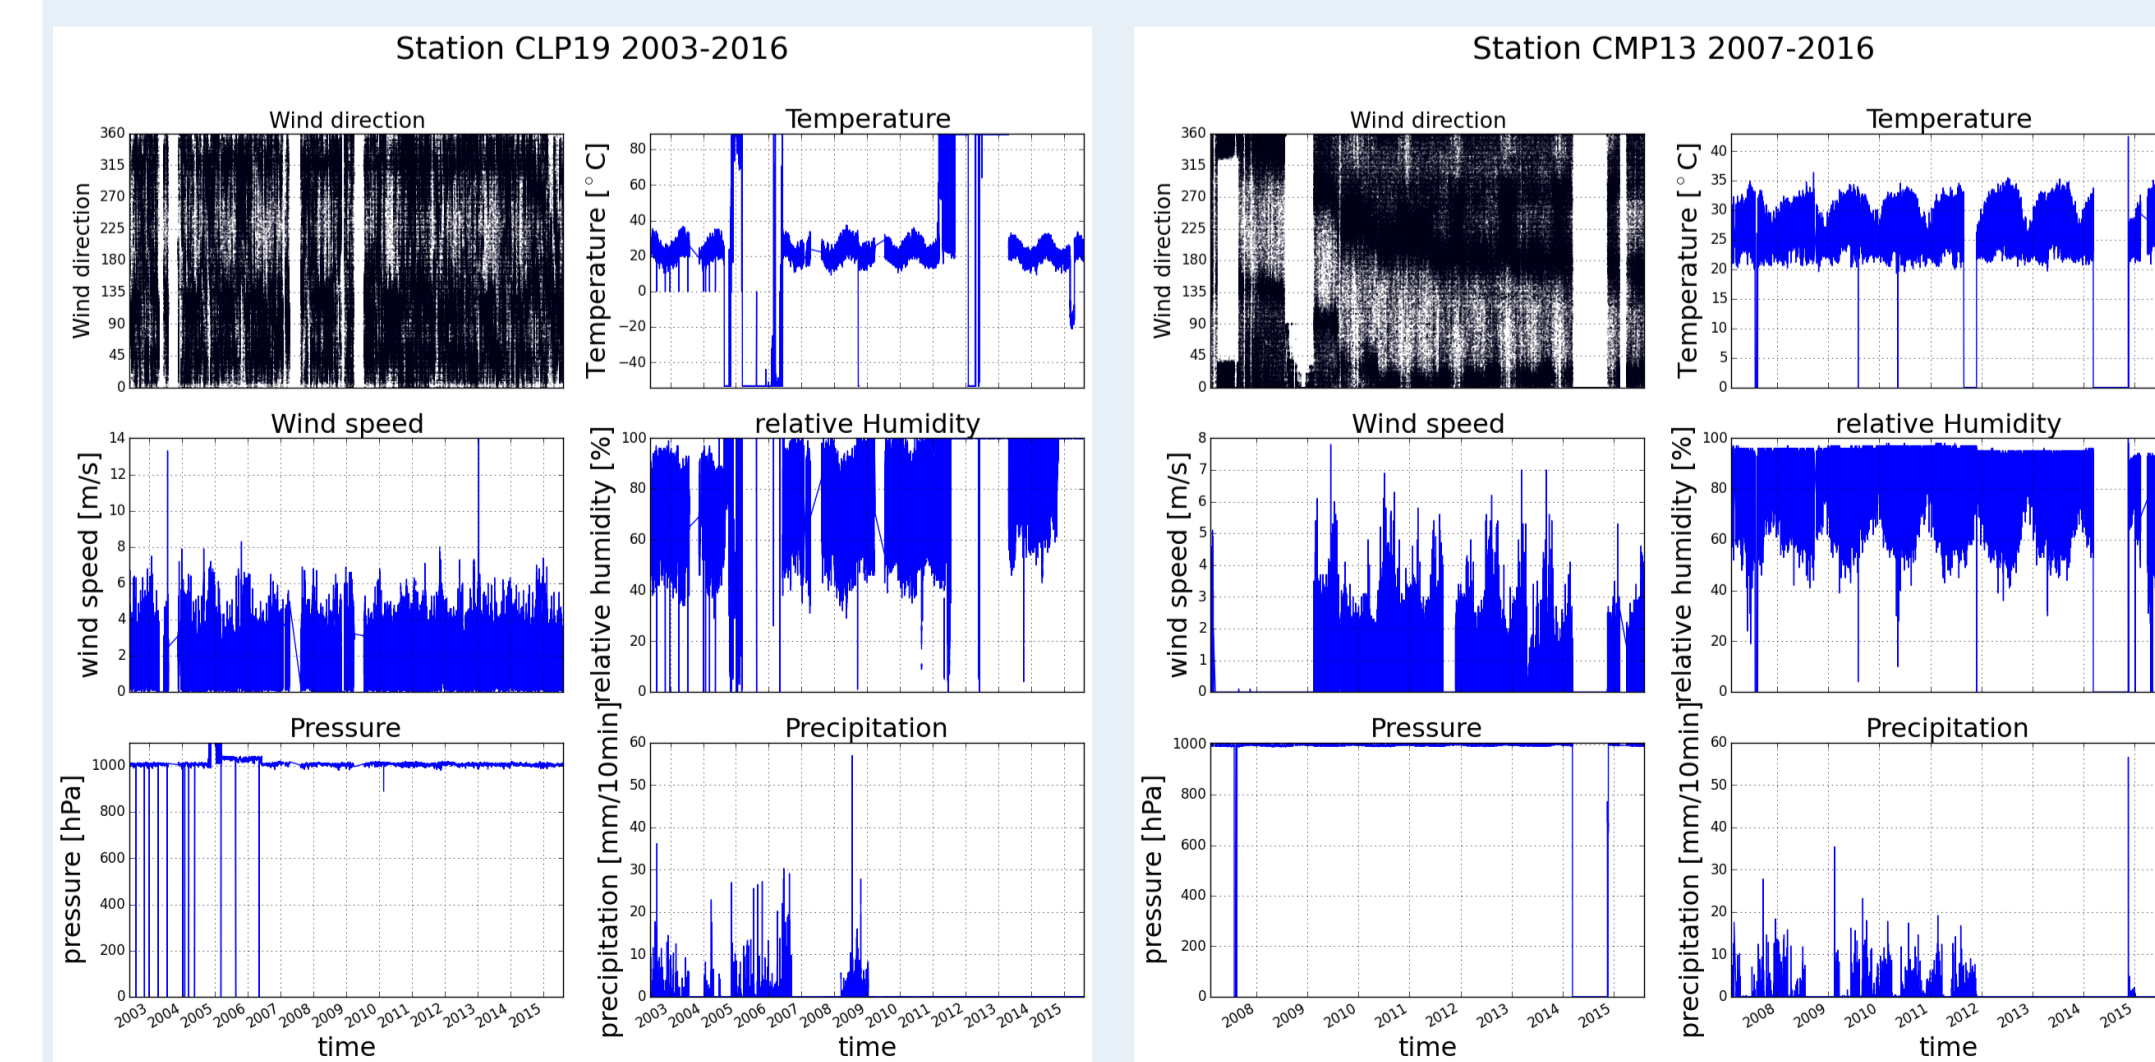 Station CLP19 2003-2016
Wind direction
Wind direction
360
315
270
225
180
135
90
45
0
Temperature
Temperature [°C]
80
60
40
20
0
−20
−40
Wind speed
wind speed [m/s]
14
12
10
8
6
4
2
0
relative Humidity
relative humidity [%]
100
80
60
40
20
0
Pressure
pressure [hPa]
1000
800
600
400
200
0
2003 2004 2005 2006 2007 2008 2009 2010 2011 2012 2013 2014 2015
time
Precipitation
precipitation [mm/10min]
60
50
40
30
20
10
0
2003 2004 2005 2006 2007 2008 2009 2010 2011 2012 2013 2014 2015
time
Station CMP13 2007-2016
Wind direction
Wind direction
360
315
270
225
180
135
90
45
0
Temperature
Temperature [°C]
40
35
30
25
20
15
10
5
0
Wind speed
wind speed [m/s]
8
7
6
5
4
3
2
1
0
relative Humidity
relative humidity [%]
100
80
60
40
20
0
Pressure
pressure [hPa]
1000
800
600
400
200
0
2008 2009 2010 2011 2012 2013 2014 2015
time
Precipitation
precipitation [mm/10min]
60
50
40
30
20
10
0
2008 2009 2010 2011 2012 2013 2014 2015
time